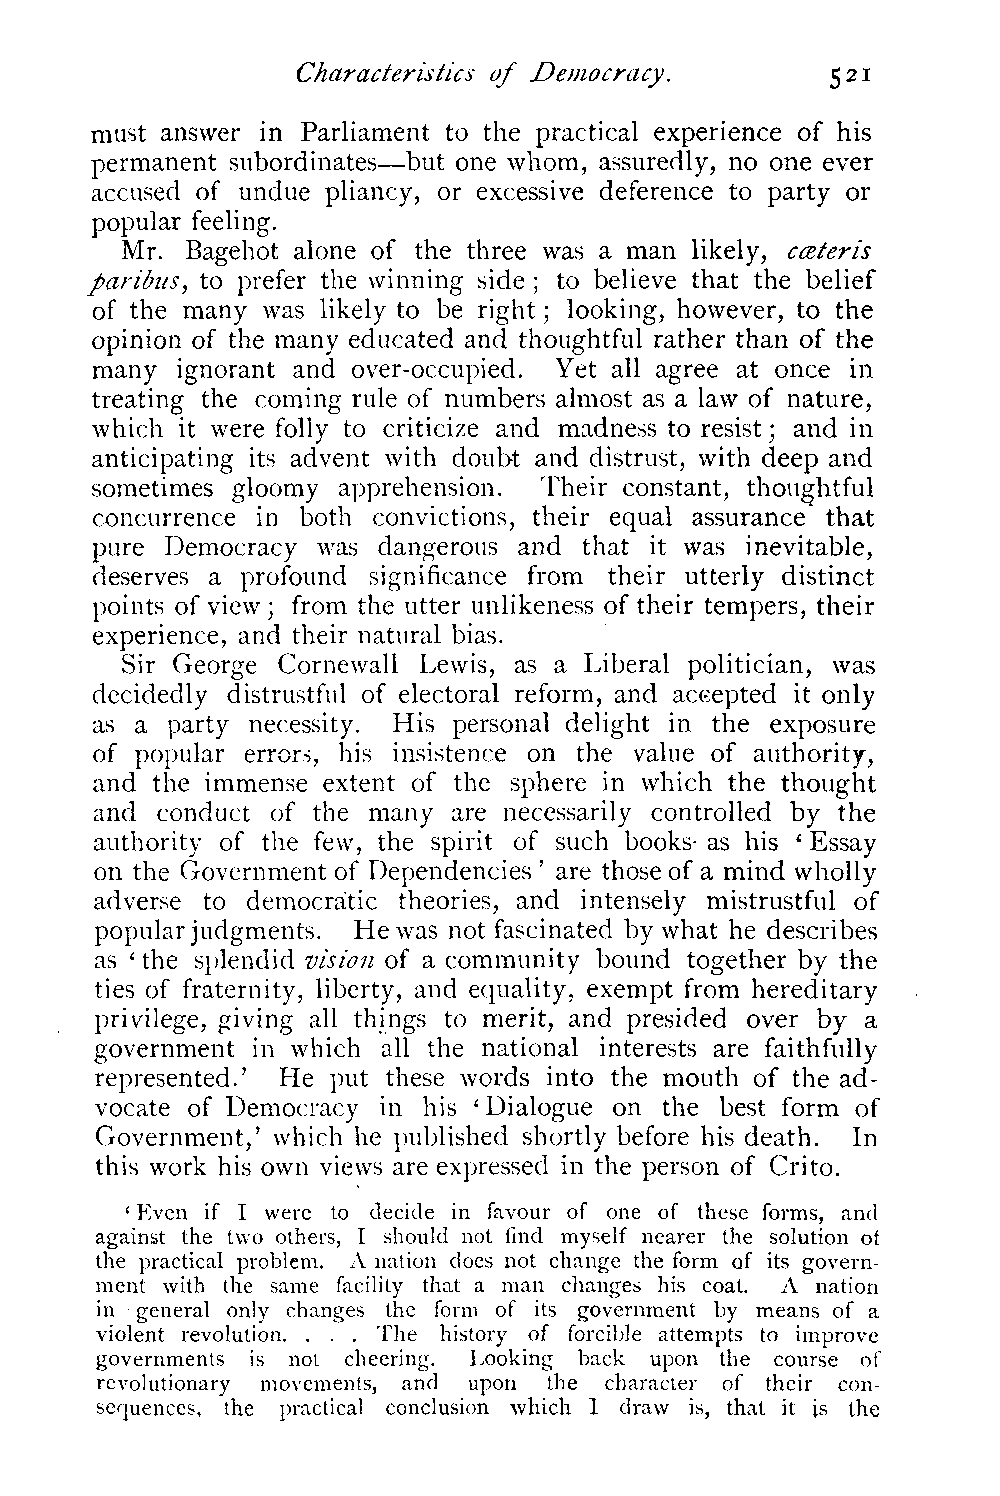 Characteristics of Democracy. 521
must answer in Parliament to the practical experience of his
permanent subordinates—but one whom, assuredly, no one ever
accused of undue pliancy, or excessive deference to party or
popular feeling.
Mr. Bagehot alone of the three was a man likely, cæteris
paribus, to prefer the winning side ; to believe that the belief
of the many was likely to be right ; looking, however, to the
opinion of the many educated and thoughtful rather than of the
many ignorant and over-occupied. Yet all agree at once in
treating the coming rule of numbers almost as a law of nature,
which it were folly to criticize and madness to resist ; and in
anticipating its advent with doubt and distrust, with deep and
sometimes gloomy apprehension. Their constant, thoughtful
concurrence in both convictions, their equal assurance that
pure Democracy was dangerous and that it was inevitable,
deserves a profound significance from their utterly distinct
points of view ; from the utter unlikeness of their tempers, their
experience, and their natural bias.
Sir George Cornewall Lewis, as a Liberal politician, was
decidedly distrustful of electoral reform, and accepted it only
as a party necessity. His personal delight in the exposure
of popular errors, his insistence on the value of authority,
and the immense extent of the sphere in which the thought
and conduct of the many are necessarily controlled by the
authority of the few, the spirit of such books as his ‘ Essay
on the Government of Dependencies ’ are those of a mind wholly
adverse to democratic theories, and intensely mistrustful of
popular judgments. He was not fascinated by what he describes
as ‘ the splendid vision of a community bound together by the
ties of fraternity, liberty, and equality, exempt from hereditary
privilege, giving all things to merit, and presided over by a
government in which all the national interests are faithfully
represented.’ He put these words into the mouth of the ad-
vocate of Democracy in his ‘ Dialogue on the best form of
Government,’ which he published shortly before his death. In
this work his own views are expressed in the person of Crito.
‘ Even if I were to decide in favour of one of these forms, and
against the two others, I should not find myself nearer the solution of
the practical problem. A nation does not change the form of its govern-
ment with the same facility that a man changes his coat. A nation
in general only changes the form of its government by means of a
violent revolution. . . . The history of forcible attempts to improve
governments is not cheering. Looking back upon the course of
revolutionary movements, and upon the character of their con-
sequences, the practical conclusion which I draw is, that it is the